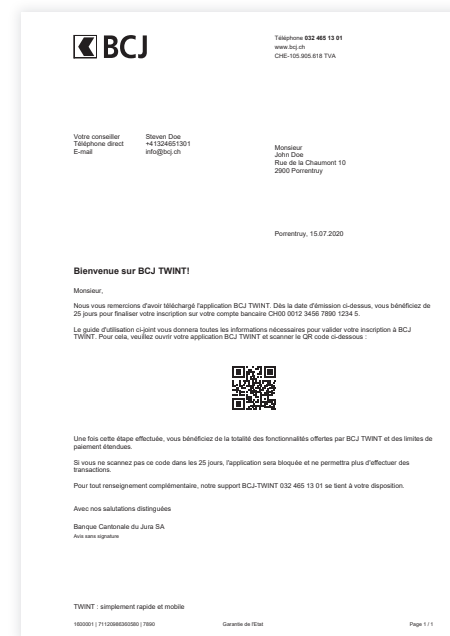 BCJ
Téléphone 032 465 13 01
www.bcj.ch
CHE-105.905.618 TVA
Votre conseiller Steven Doe
Téléphone direct +41324651301
E-mail info@bcj.ch
Monsieur
John Doe
Rue de la Chaumont 10
2900 Porrentruy
Porrentruy, 15.07.2020
Bienvenue sur BCJ TWINT!
Monsieur,
Nous vous remercions d'avoir téléchargé l'application BCJ TWINT. Dès la date d'émission ci-dessus, vous bénéficiez de
25 jours pour finaliser votre inscription sur votre compte bancaire CH00 0012 3456 7890 1234 5.
Le guide d'utilisation ci-joint vous donnera toutes les informations nécessaires pour valider votre inscription à BCJ
TWINT. Pour cela, veuillez ouvrir votre application BCJ TWINT et scanner le QR code ci-dessous :
Une fois cette étape effectuée, vous bénéficiez de la totalité des fonctionnalités offertes par BCJ TWINT et des limites de
paiement étendues.
Si vous ne scannez pas ce code dans les 25 jours, l'application sera bloquée et ne permettra plus d'effectuer des
transactions.
Pour tout renseignement complémentaire, notre support BCJ-TWINT 032 465 13 01 se tient à votre disposition.
Avec nos salutations distinguées
Banque Cantonale du Jura SA
Avis sans signature
TWINT : simplement rapide et mobile
1600001 | 71120986360580 | 7890 Garantie de l'Etat Page 1 / 1